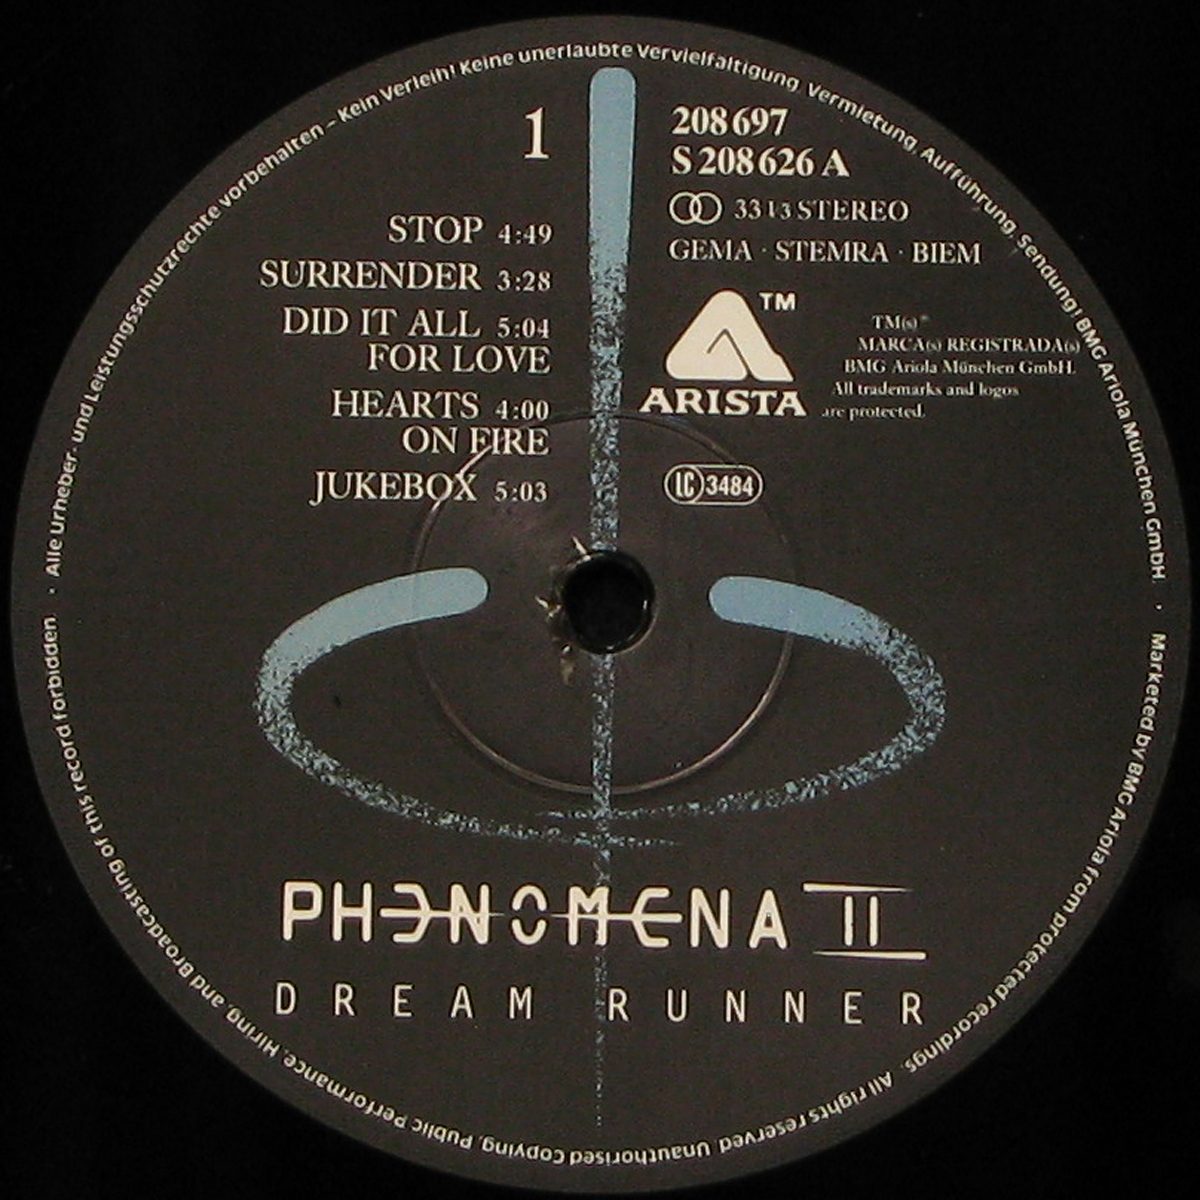 1
STOP 4:49
SURRENDER 3:28
DID IT ALL 5:04
FOR LOVE
HEARTS 4:00
ON FIRE
JUKEBOX 5:03
208 697
S 208 626 A
33 1 3 STEREO
GEMA · STEMRA · BIEM
TM
ARISTA
TM(s)
MARCA(s) REGISTRADA(s)
BMG Ariola München GmbH.
All trademarks and logos
are protected.
LC 3484
PHENOMENA II
DREAM RUNNER
· Alle Urheber- und Leistungsschutzrechte vorbehalten – Kein Verleih! Keine unerlaubte Vervielfältigung, Vermietung, Aufführung, Sendung! BMG Ariola München GmbH ·
Marketed by BMG Ariola from protected recordings. All rights reserved. Unauthorised Copying, Public Performance, Hiring, and Broadcasting of this record forbidden.